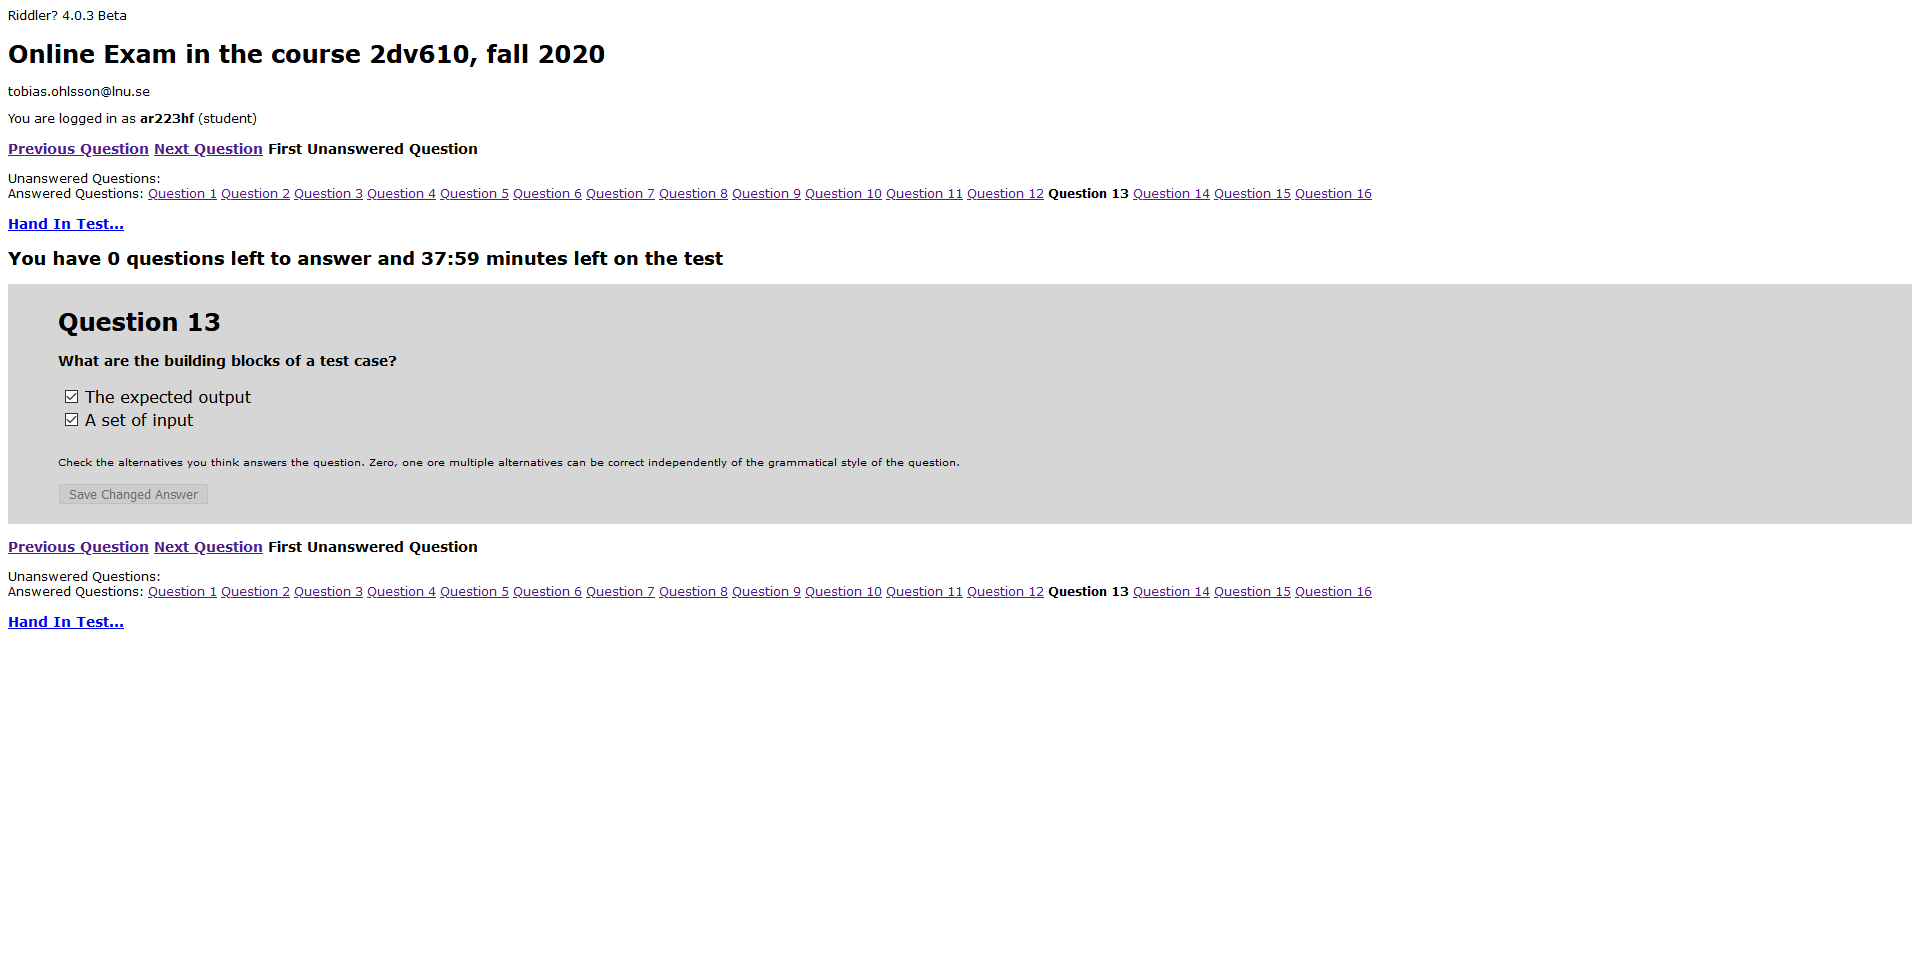 Riddler? 4.0.3 Beta
Online Exam in the course 2dv610, fall 2020
tobias.ohlsson@lnu.se
You are logged in as ar223hf (student)
Previous Question Next Question First Unanswered Question
Unanswered Questions:
Answered Questions: Question 1 Question 2 Question 3 Question 4 Question 5 Question 6 Question 7 Question 8 Question 9 Question 10 Question 11 Question 12 Question 13 Question 14 Question 15 Question 16
Hand In Test...
You have 0 questions left to answer and 37:59 minutes left on the test
Question 13
What are the building blocks of a test case?
The expected output
A set of input
Check the alternatives you think answers the question. Zero, one ore multiple alternatives can be correct independently of the grammatical style of the question.
Save Changed Answer
Previous Question Next Question First Unanswered Question
Unanswered Questions:
Answered Questions: Question 1 Question 2 Question 3 Question 4 Question 5 Question 6 Question 7 Question 8 Question 9 Question 10 Question 11 Question 12 Question 13 Question 14 Question 15 Question 16
Hand In Test...